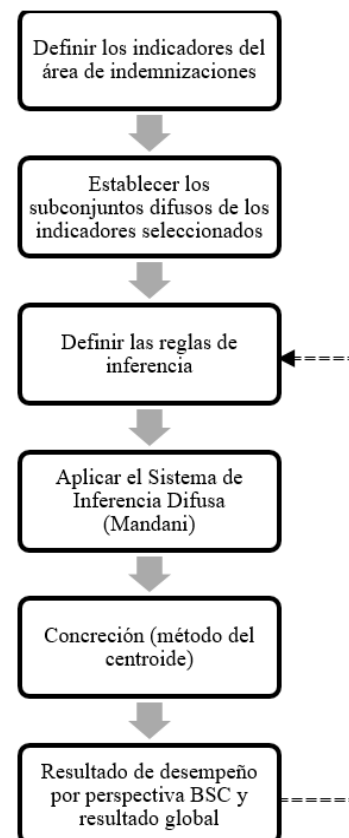 Definir los indicadores del
área de indemnizaciones
Establecer los
subconjuntos difusos de los
indicadores seleccionados
Definir las reglas de
inferencia
Aplicar el Sistema de
Inferencia Difusa
(Mandani)
Concreción (método del
centroide)
Resultado de desempeño
por perspectiva BSC y
resultado global